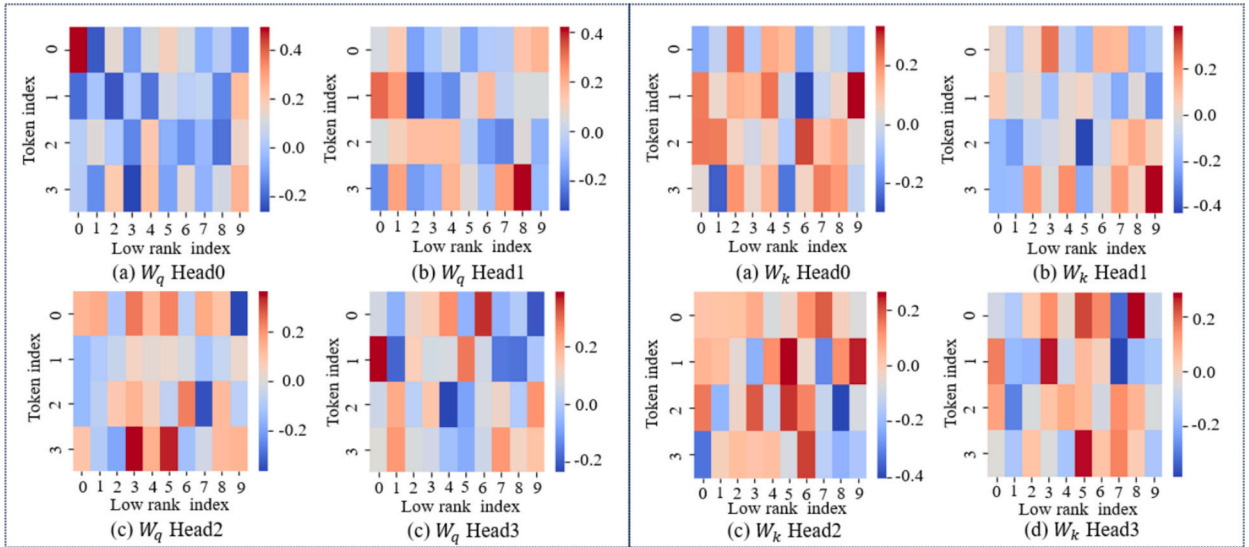 0
1
2
3
Token index
0 1 2 3 4 5 6 7 8 9
Low rank index
0.4
0.2
0.0
-0.2
(a) W_q Head0
0
1
2
3
Token index
0 1 2 3 4 5 6 7 8 9
Low rank index
0.4
0.2
0.0
-0.2
(b) W_q Head1
0
1
2
3
Token index
0 1 2 3 4 5 6 7 8 9
Low rank index
0.2
0.0
-0.2
(a) W_k Head0
0
1
2
3
Token index
0 1 2 3 4 5 6 7 8 9
Low rank index
0.2
0.0
-0.2
-0.4
(b) W_k Head1
0
1
2
3
Token index
0 1 2 3 4 5 6 7 8 9
Low rank index
0.2
0.0
-0.2
(c) W_q Head2
0
1
2
3
Token index
0 1 2 3 4 5 6 7 8 9
Low rank index
0.2
0.0
-0.2
(c) W_q Head3
0
1
2
3
Token index
0 1 2 3 4 5 6 7 8 9
Low rank index
0.2
0.0
-0.2
-0.4
(c) W_k Head2
0
1
2
3
Token index
0 1 2 3 4 5 6 7 8 9
Low rank index
0.2
0.0
-0.2
(d) W_k Head3